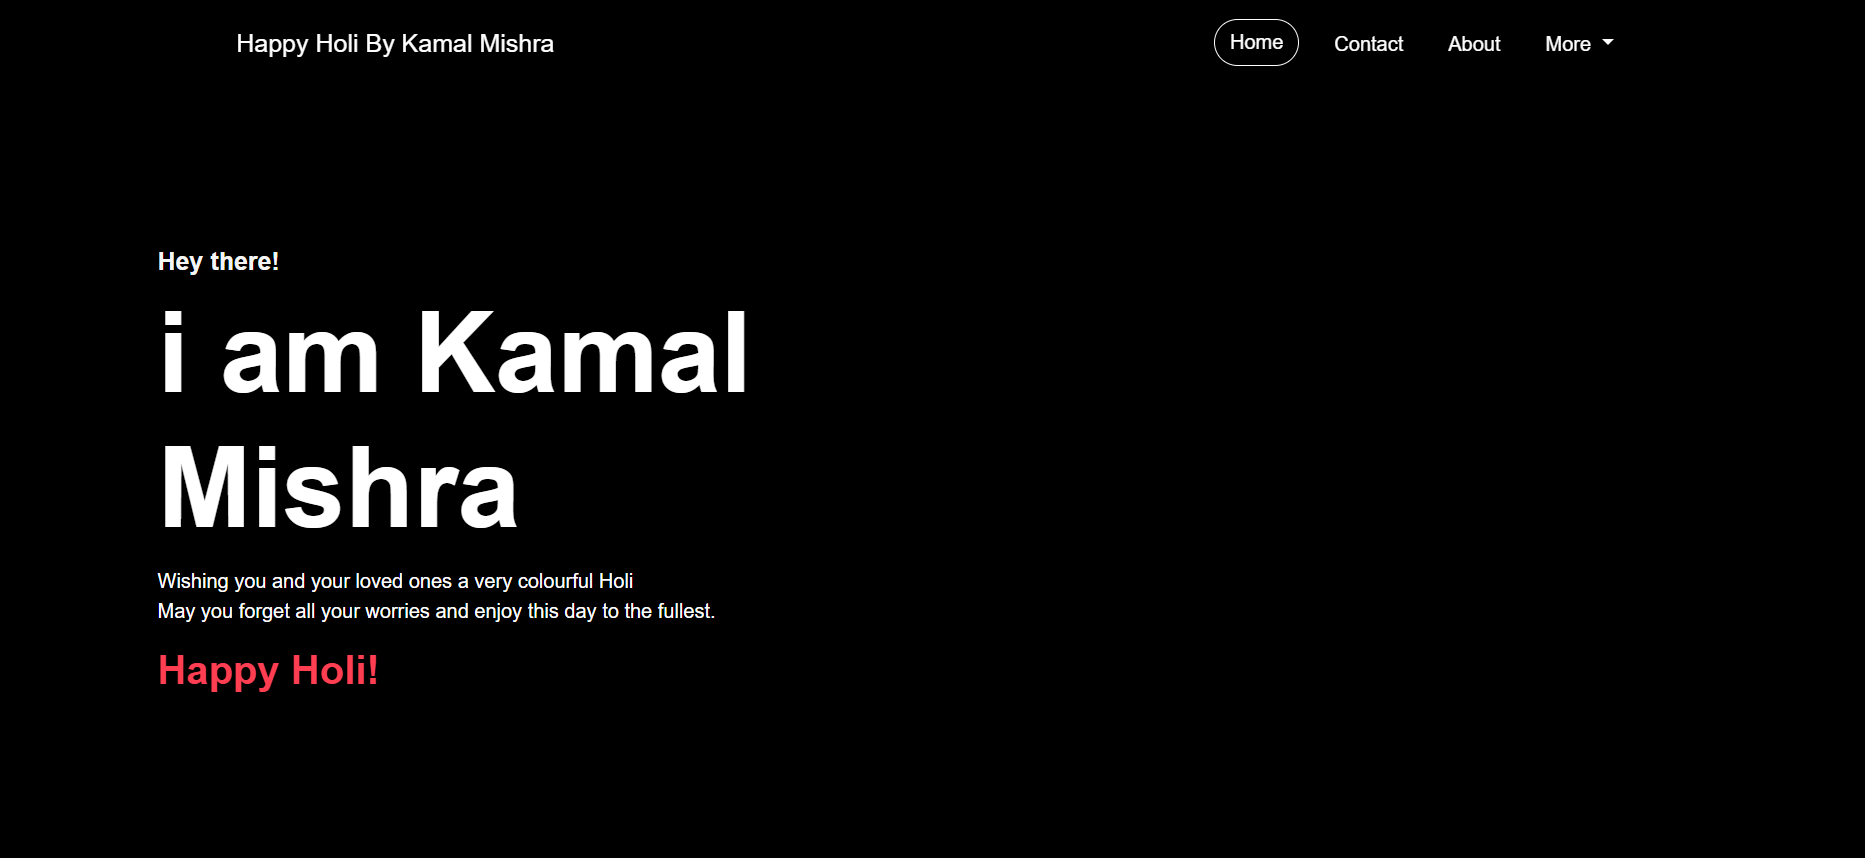 Happy Holi By Kamal Mishra
Home Contact About More
Hey there!
i am Kamal
Mishra
Wishing you and your loved ones a very colourful Holi
May you forget all your worries and enjoy this day to the fullest.
Happy Holi!